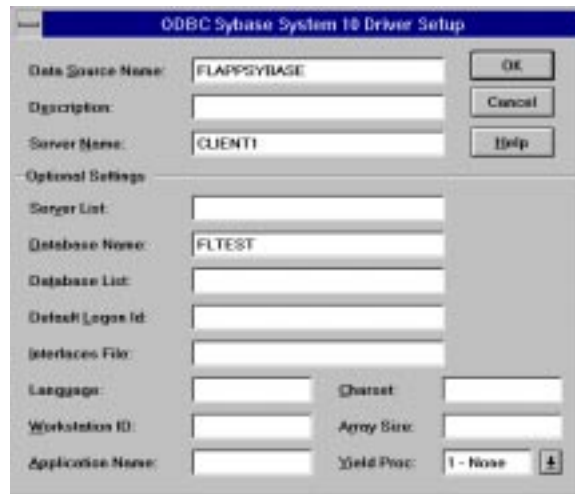 ODBC Sybase System 10 Driver Setup
Data Source Name: FLAPPSYBASE OK
Description: Cancel
Server Name: CLIENT1 Help
Optional Settings
Server List:
Database Name: FLTEST
Database List:
Default Logon Id:
Interfaces File:
Language: Charset:
Workstation ID: Array Size:
Application Name: Yield Proc: 1 - None